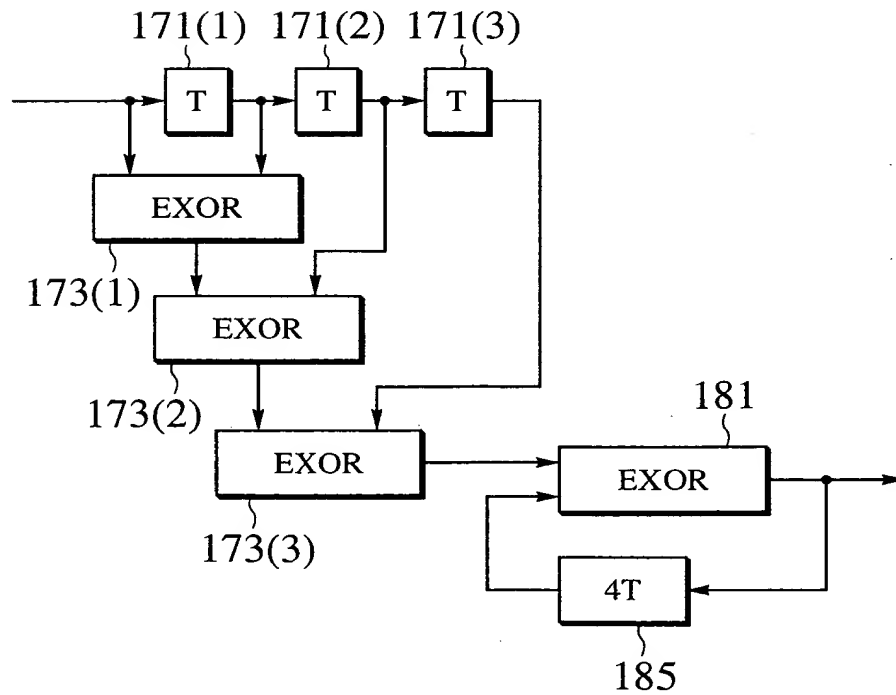 171(1) 171(2) 171(3)
T T T
EXOR
173(1)
EXOR
173(2)
EXOR
173(3)
181
EXOR
4T
185